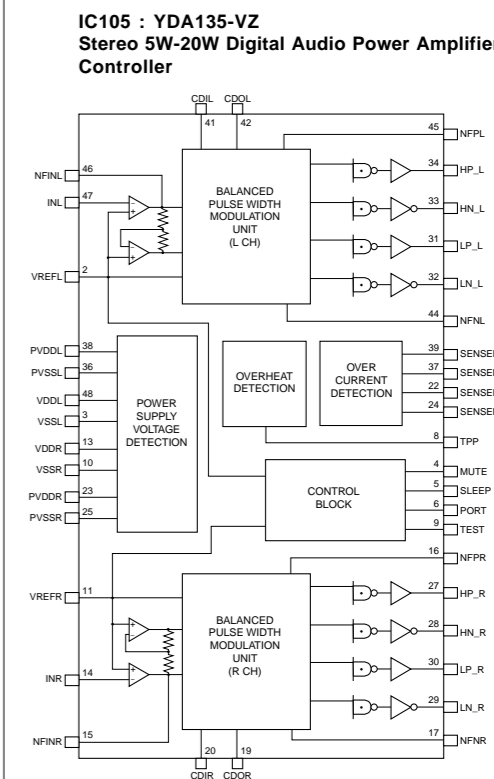 IC105 : YDA135-VZ
Stereo 5W-20W Digital Audio Power Amplifier
Controller
CDIL CDOL
41 42
45 NFPL
NFINL 46
INL 47
BALANCED
PULSE WIDTH
MODULATION
UNIT
(L CH)
34 HP_L
33 HN_L
31 LP_L
32 LN_L
VREFL 2
44 NFNL
PVDDL 38
PVSSL 36
VDDL 48
VSSL 3
VDDR 13
VSSR 10
PVDDR 23
PVSSR 25
POWER
SUPPLY
VOLTAGE
DETECTION
OVERHEAT
DETECTION
OVER
CURRENT
DETECTION
39
37
22
24
8 TPP
CONTROL
BLOCK
4 MUTE
5 SLEEP
6 PORT
9 TEST
16 NFPR
VREFR 11
BALANCED
PULSE WIDTH
MODULATION
UNIT
(R CH)
27 HP_R
28 HN_R
30 LP_R
29 LN_R
INR 14
NFINR 15
17 NFNR
20 19
CDIR CDOR